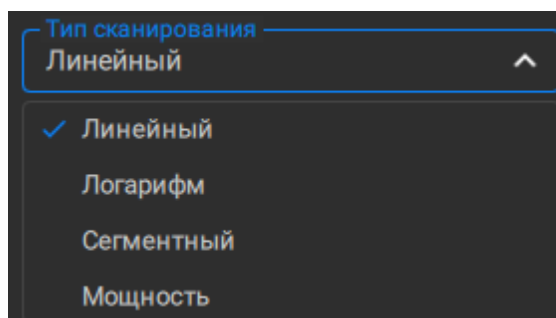 Тип сканирования
Линейный
Линейный
Логарифм
Сегментный
Мощность